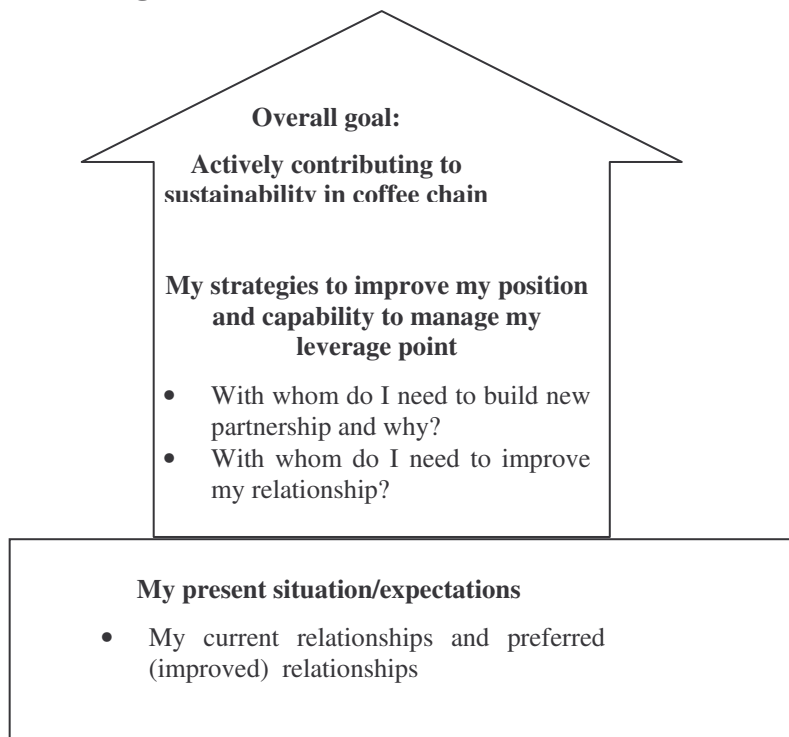 Overall goal:
Actively contributing to
sustainability in coffee chain
My strategies to improve my position
and capability to manage my
leverage point
• With whom do I need to build new
partnership and why?
• With whom do I need to improve
my relationship?
My present situation/expectations
• My current relationships and preferred
(improved) relationships